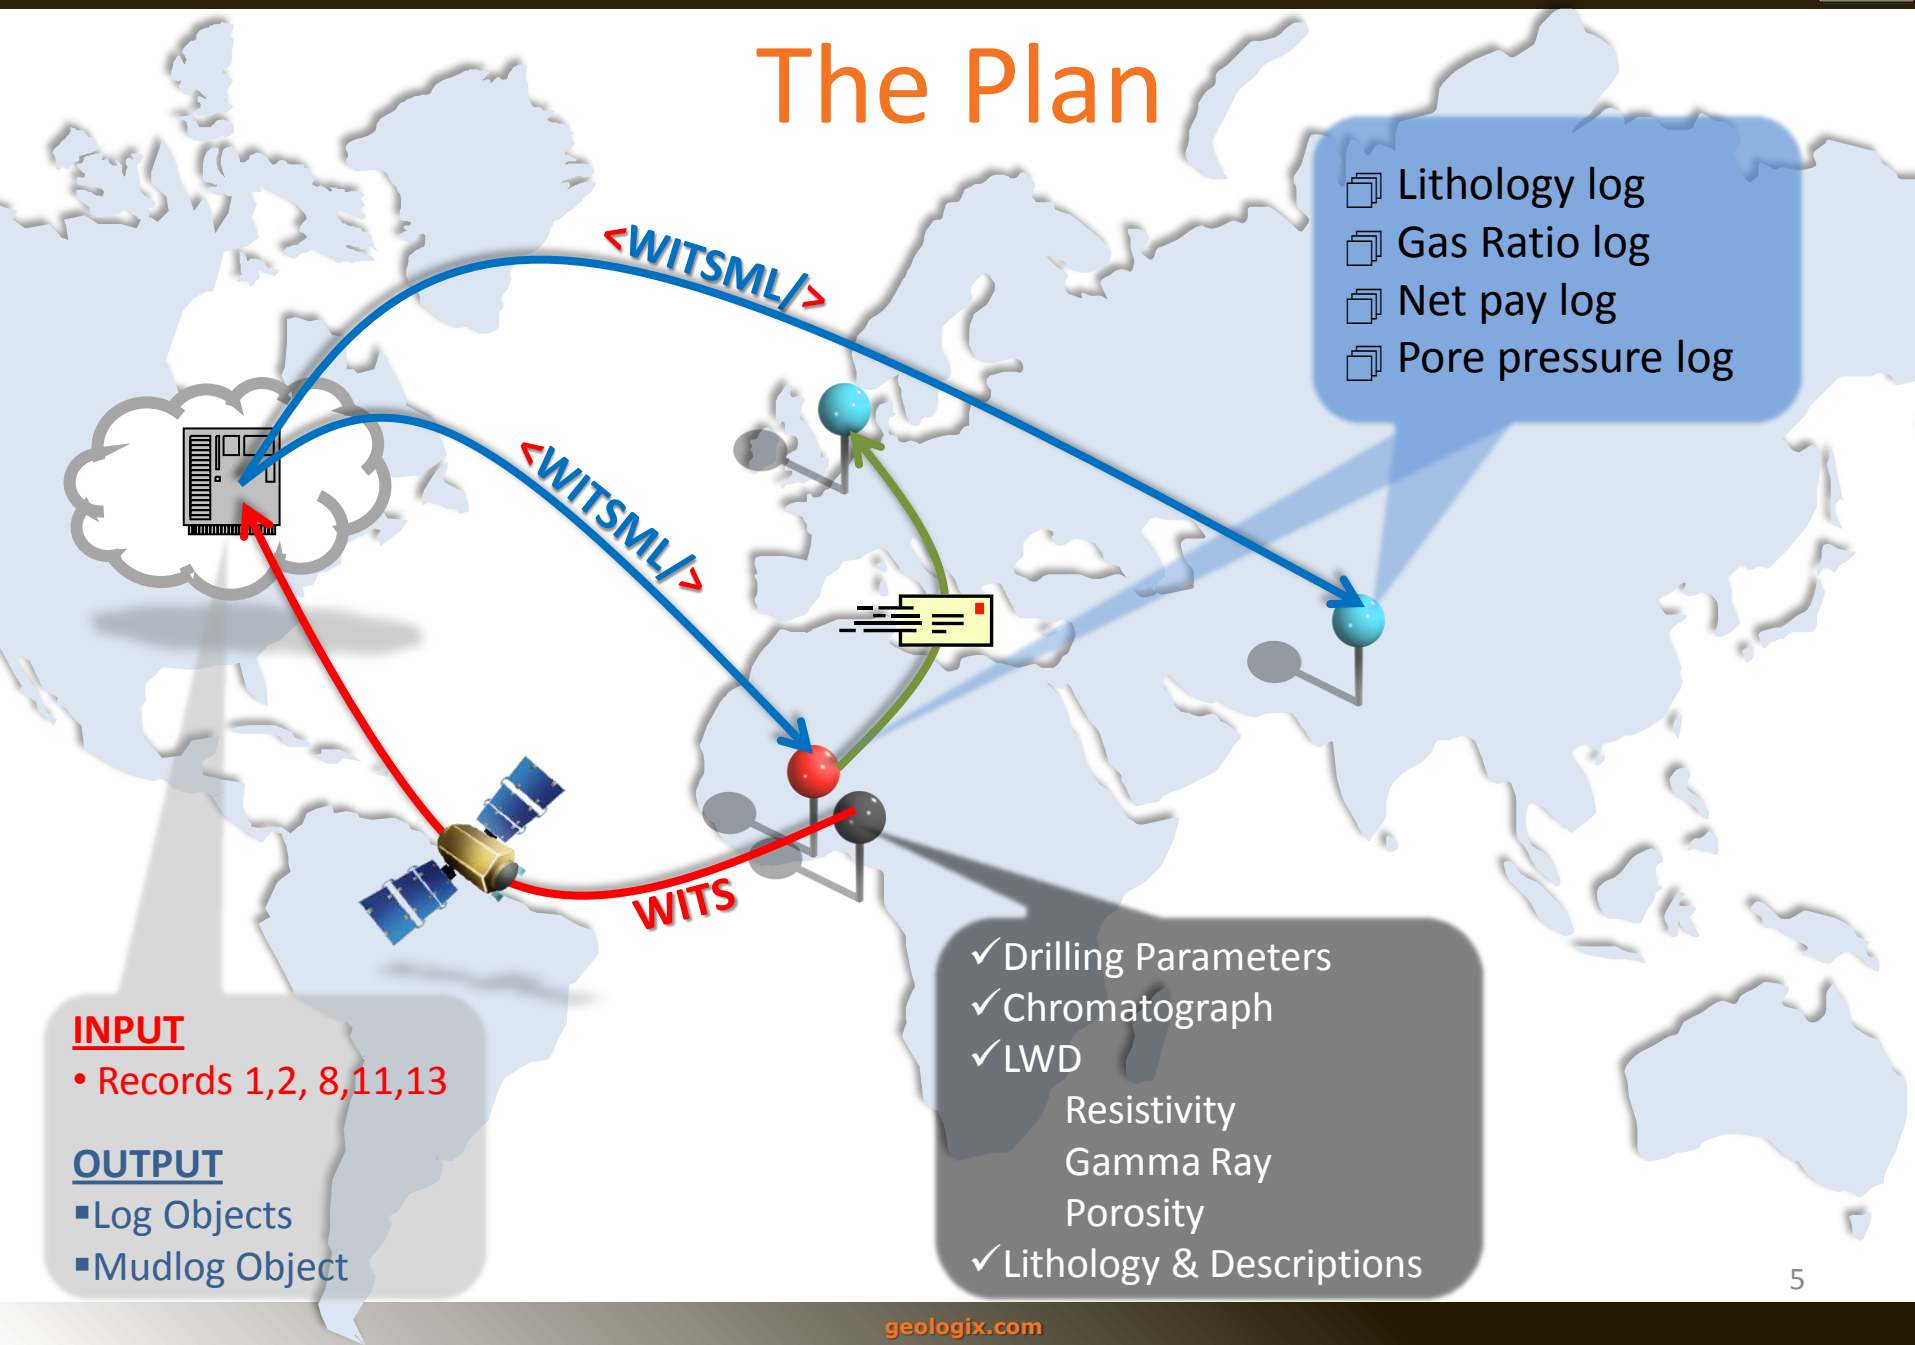 The Plan
Lithology log
Gas Ratio log
Net pay log
Pore pressure log
<WITSML/>
<WITSML/>
WITS
✓Drilling Parameters
✓Chromatograph
✓LWD
Resistivity
Gamma Ray
Porosity
✓Lithology & Descriptions
INPUT
• Records 1,2, 8,11,13
OUTPUT
▪Log Objects
▪Mudlog Object
5
geologix.com